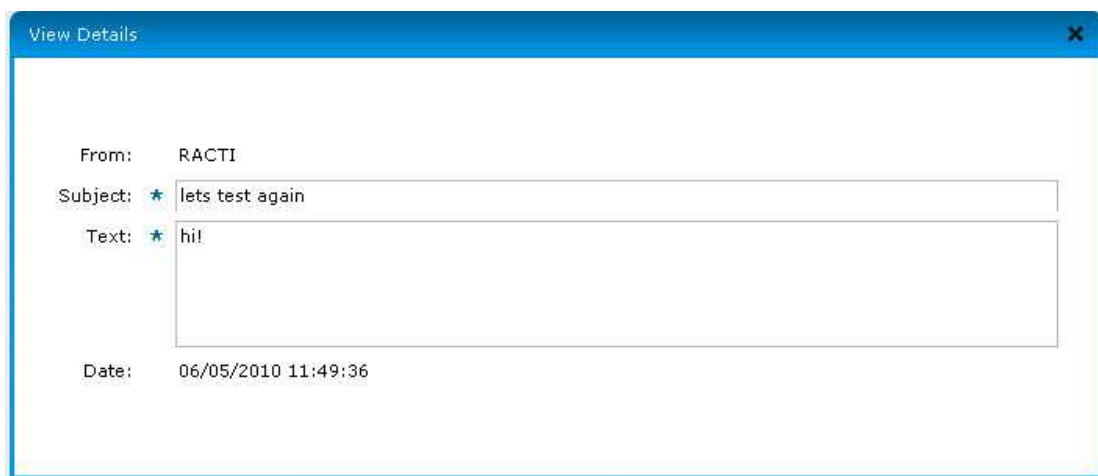 View Details
From: RACTI
Subject: * lets test again
Text: * hi!
Date: 06/05/2010 11:49:36